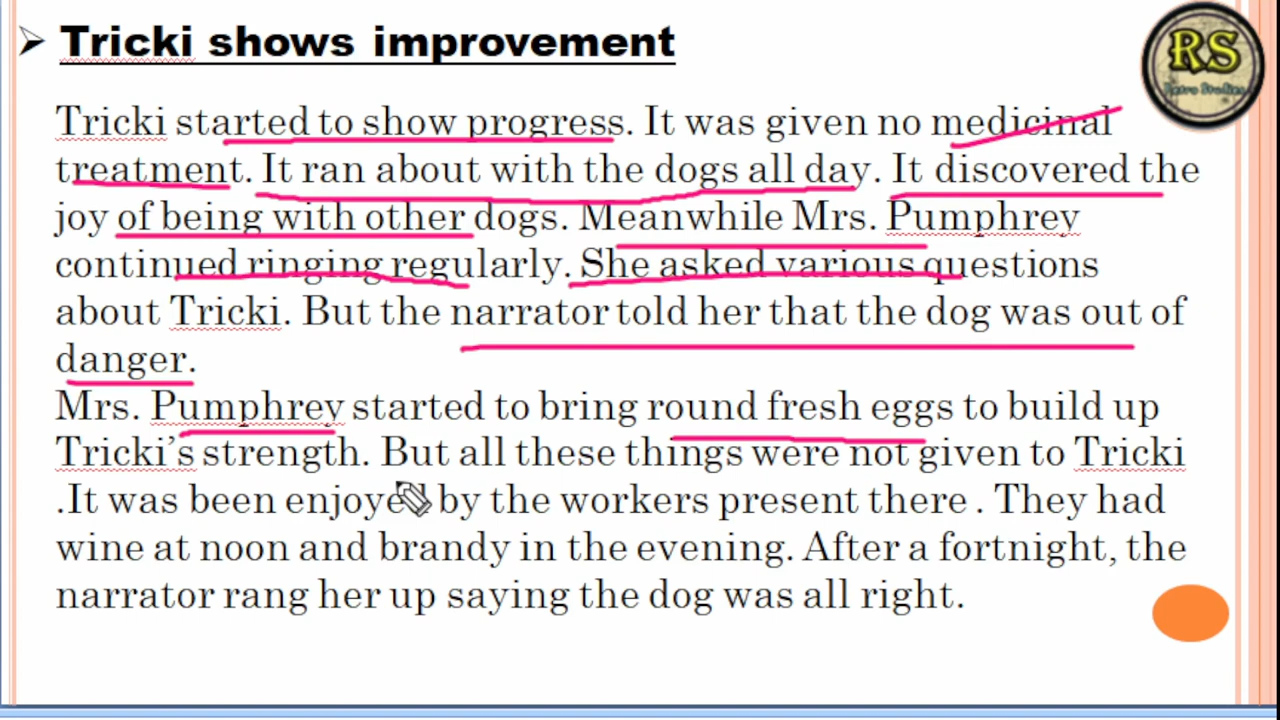 Tricki shows improvement
RS
Retro Studies
Tricki started to show progress. It was given no medicinal
treatment. It ran about with the dogs all day. It discovered the
joy of being with other dogs. Meanwhile Mrs. Pumphrey
continued ringing regularly. She asked various questions
about Tricki. But the narrator told her that the dog was out of
danger.
Mrs. Pumphrey started to bring round fresh eggs to build up
Tricki’s strength. But all these things were not given to Tricki
.It was been enjoyed by the workers present there . They had
wine at noon and brandy in the evening. After a fortnight, the
narrator rang her up saying the dog was all right.